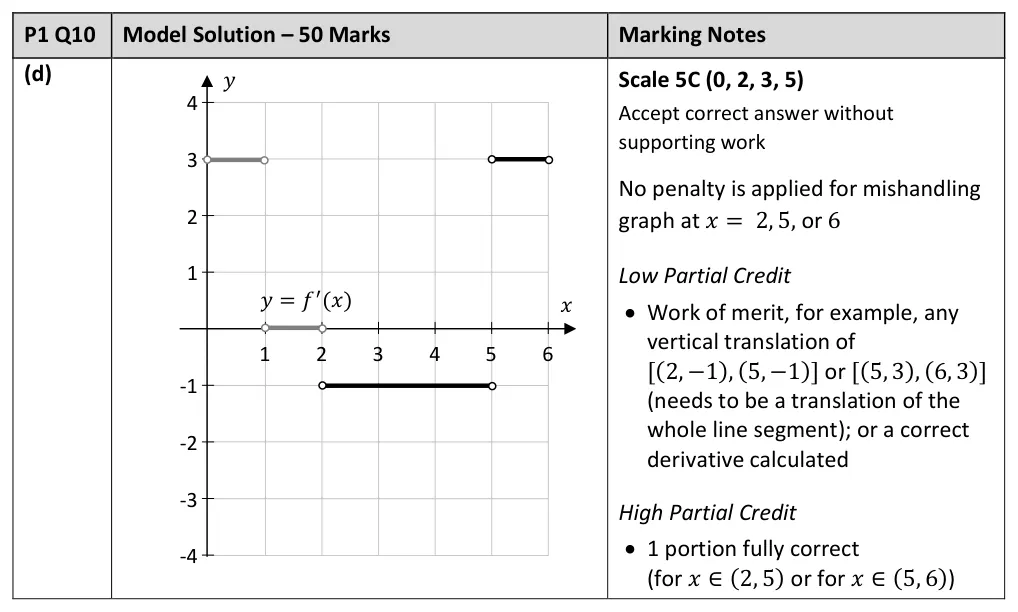 P1 Q10 Model Solution – 50 Marks Marking Notes
(d)
y
4
3
2
1
y = f′(x)
x
1 2 3 4 5 6
-1
-2
-3
-4
Scale 5C (0, 2, 3, 5)
Accept correct answer without
supporting work
No penalty is applied for mishandling
graph at x = 2, 5, or 6
Low Partial Credit
• Work of merit, for example, any
vertical translation of
[(2, −1), (5, −1)] or [(5, 3), (6, 3)]
(needs to be a translation of the
whole line segment); or a correct
derivative calculated
High Partial Credit
• 1 portion fully correct
(for x ∈ (2, 5) or for x ∈ (5, 6))